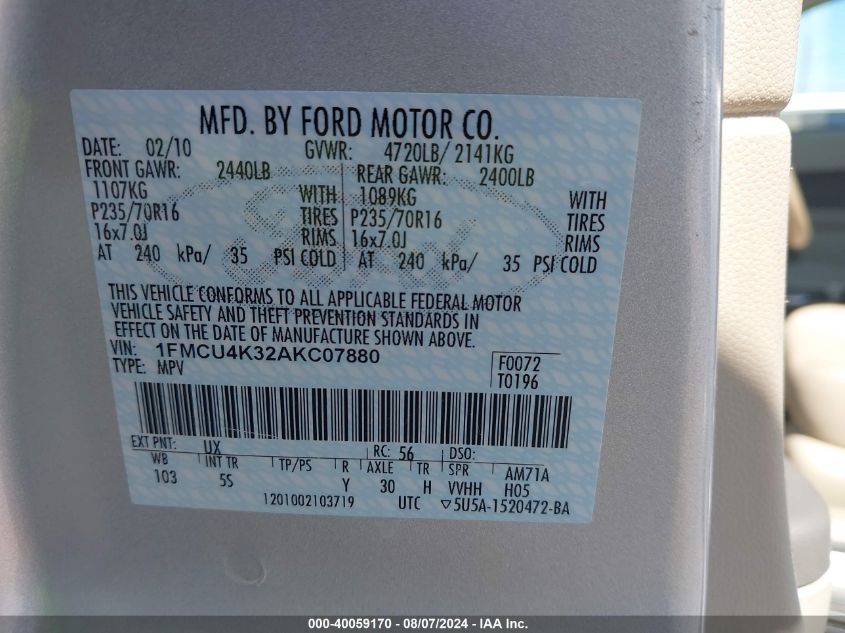 MFD. BY FORD MOTOR CO.
DATE: 02/10 GVWR: 4720LB/ 2141KG
FRONT GAWR: 2440LB REAR GAWR: 2400LB
1107KG WITH 1089KG WITH
P235/70R16 TIRES P235/70R16 TIRES
16x7.0J RIMS 16x7.0J RIMS
AT 240 kPa/ 35 PSI COLD AT 240 kPa/ 35 PSI COLD
THIS VEHICLE CONFORMS TO ALL APPLICABLE FEDERAL MOTOR
VEHICLE SAFETY AND THEFT PREVENTION STANDARDS IN
EFFECT ON THE DATE OF MANUFACTURE SHOWN ABOVE.
VIN: 1FMCU4K32AKC07880 F0072
TYPE: MPV T0196
EXT PNT: UX RC: 56 DSO:
WB INT TR TP/PS R AXLE TR SPR AM71A
103 5S Y 30 H VVHH H05
1201002103719 UTC ▽5U5A-1520472-BA
000-40059170 - 08/07/2024 - IAA Inc.